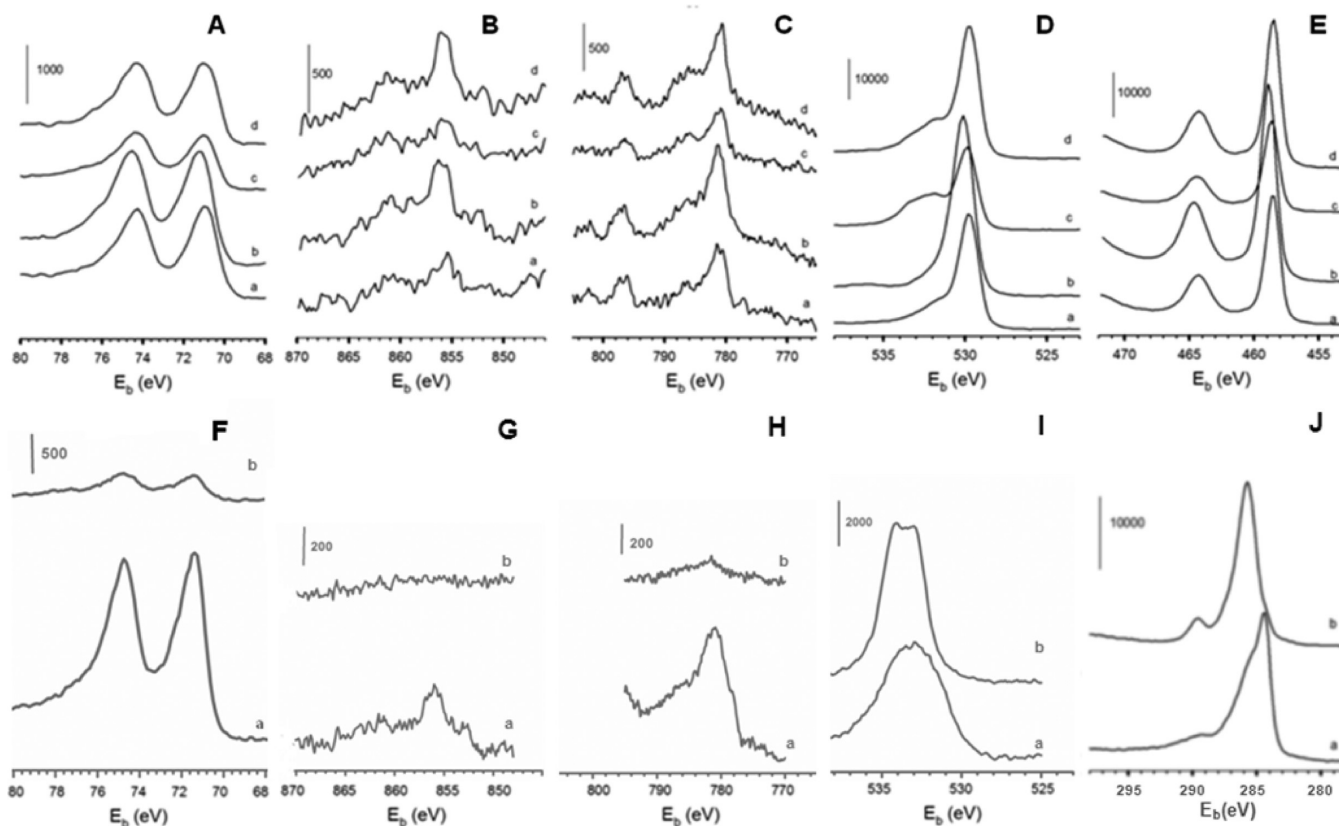 A B C D E
1000 500 500 10000 10000
d d d d d
c c c c c
b b b b b
a a a a a
80 78 76 74 72 70 68 870 865 860 855 850 800 790 780 770 535 530 525 470 465 460 455
E_b (eV) E_b (eV) E_b (eV) E_b (eV) E_b (eV)
F G H I J
500 200 200 2000 10000
b b b b b
a a a a a
80 78 76 74 72 70 68 870 865 860 855 850 845 800 790 780 770 535 530 525 295 290 285 280
E_b (eV) E_b (eV) E_b (eV) E_b (eV) E_b(eV)